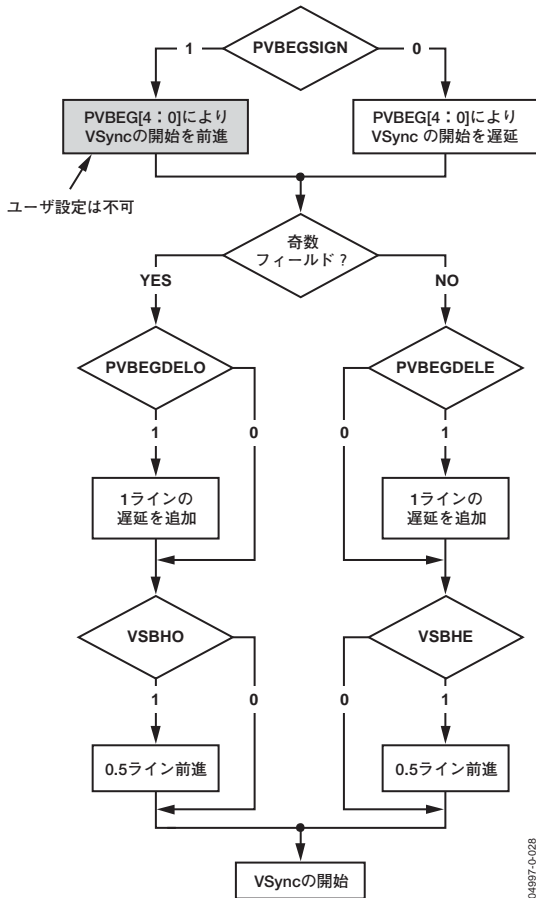 PVBEGSIGN
1
0
PVBEG[4：0]により
VSyncの開始を前進
PVBEG[4：0]により
VSync の開始を遅延
ユーザ設定は不可
奇数
フィールド？
YES
NO
PVBEGDELO
PVBEGDELE
1
0
0
1
1ラインの
遅延を追加
1ラインの
遅延を追加
VSBHO
VSBHE
1
0
0
1
0.5ライン前進
0.5ライン前進
VSyncの開始
04997-0-028